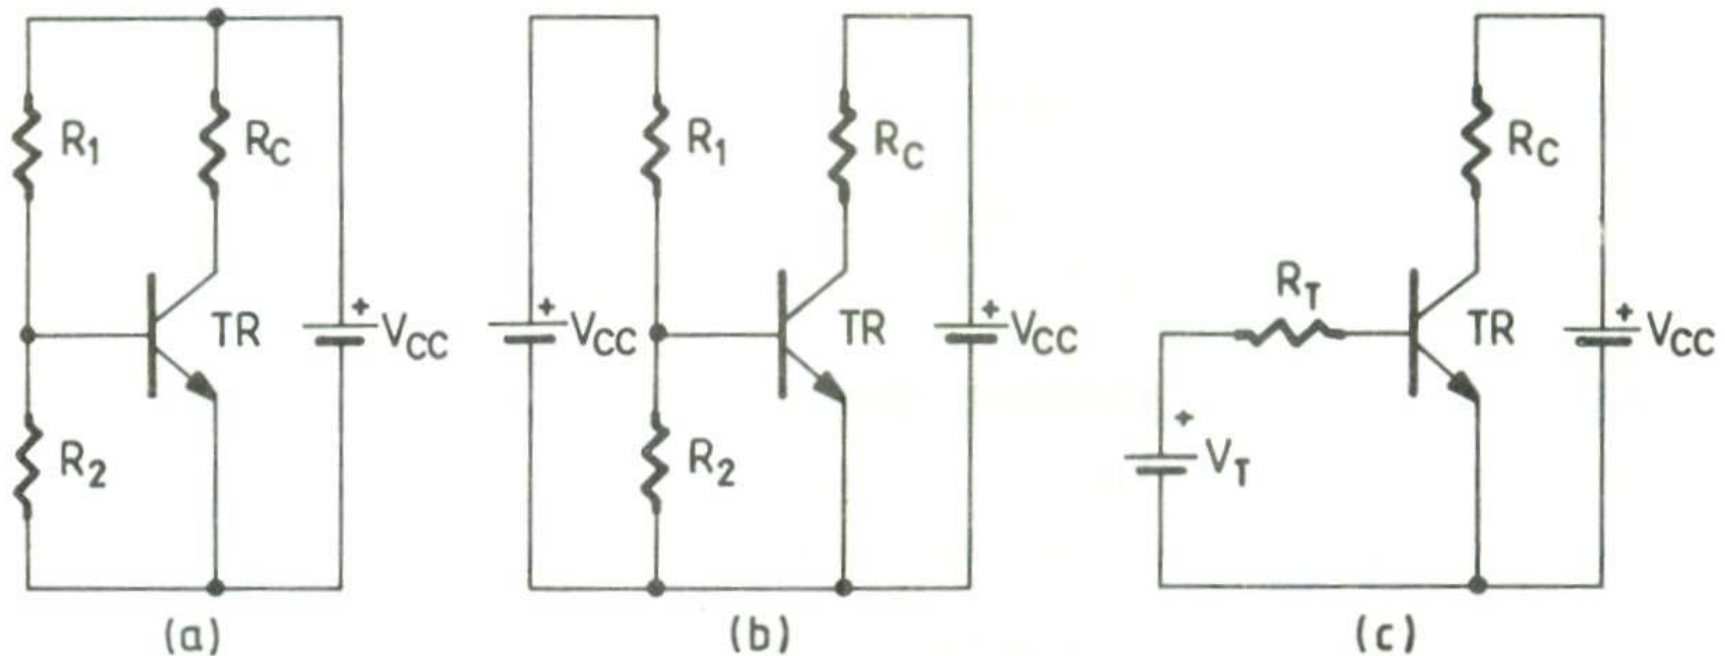 R1
RC
TR
+
VCC
R2
(a)
+
VCC
R1
RC
TR
+
VCC
R2
(b)
RT
RC
TR
+
VCC
+
VT
(c)